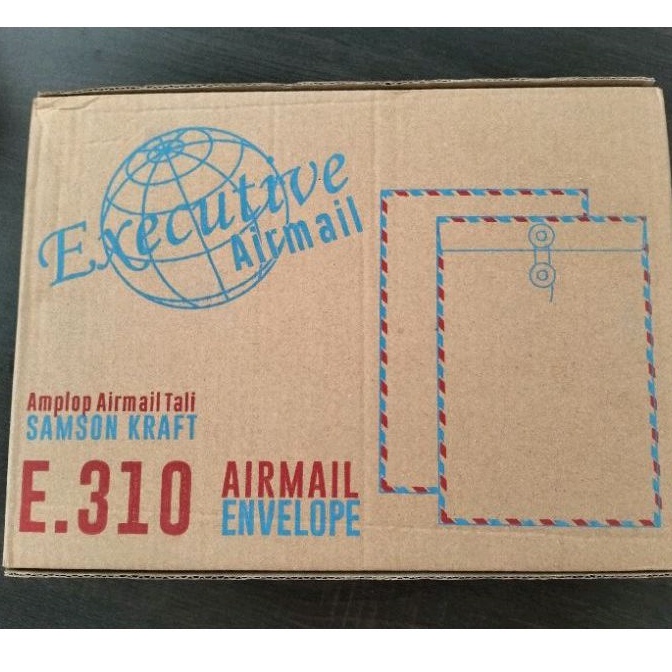 Executive
Airmail
Amplop Airmail Tali
SAMSON KRAFT
E.310
AIRMAIL
ENVELOPE